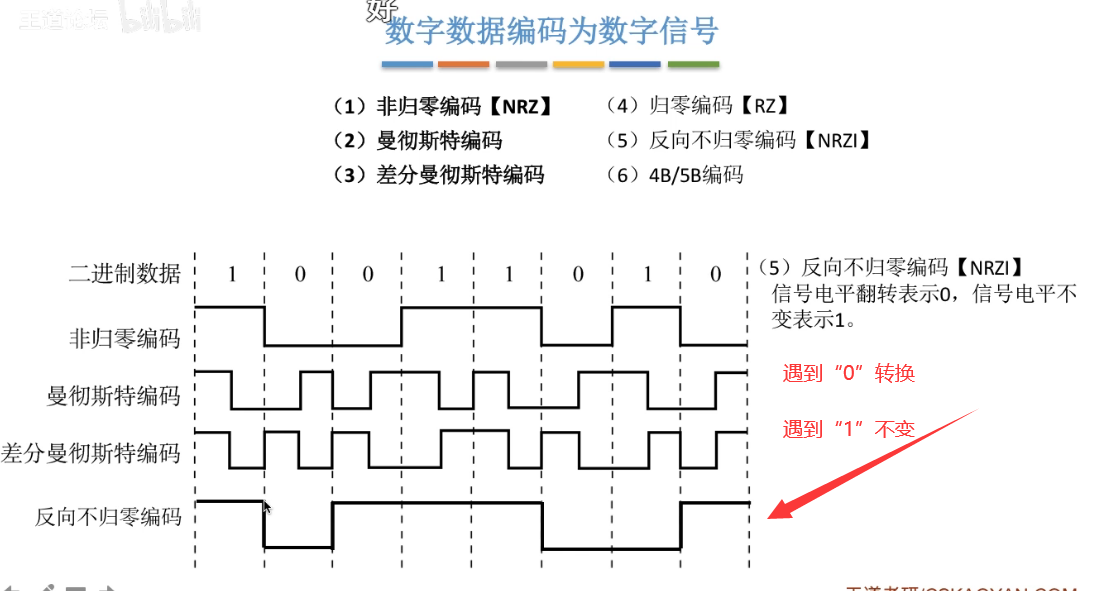 王道论坛 bilibili
好
数字数据编码为数字信号
（1）非归零编码【NRZ】 （4）归零编码【RZ】
（2）曼彻斯特编码 （5）反向不归零编码【NRZI】
（3）差分曼彻斯特编码 （6）4B/5B编码
二进制数据 1 0 0 1 1 0 1 0
（5）反向不归零编码【NRZI】
信号电平翻转表示0，信号电平不
变表示1。
非归零编码
遇到“0”转换
曼彻斯特编码
遇到“1”不变
差分曼彻斯特编码
反向不归零编码